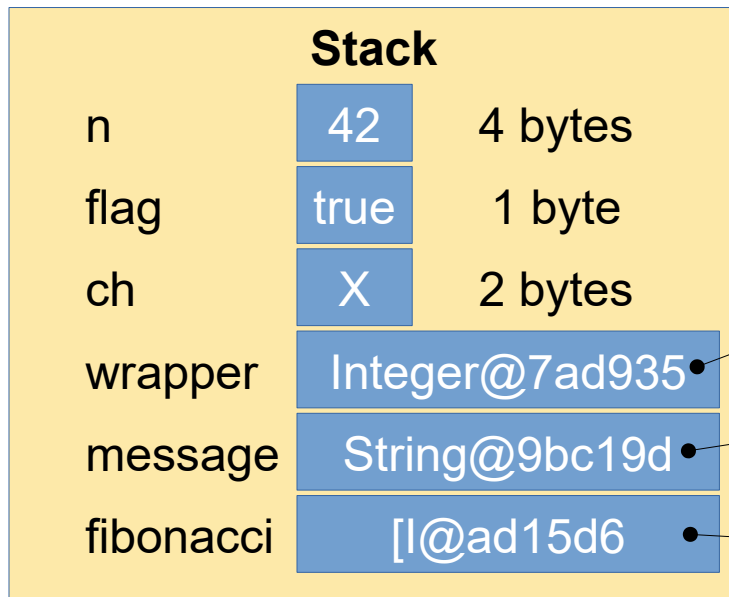 Stack
n 42 4 bytes
flag true 1 byte
ch X 2 bytes
wrapper Integer@7ad935
message String@9bc19d
fibonacci [I@ad15d6